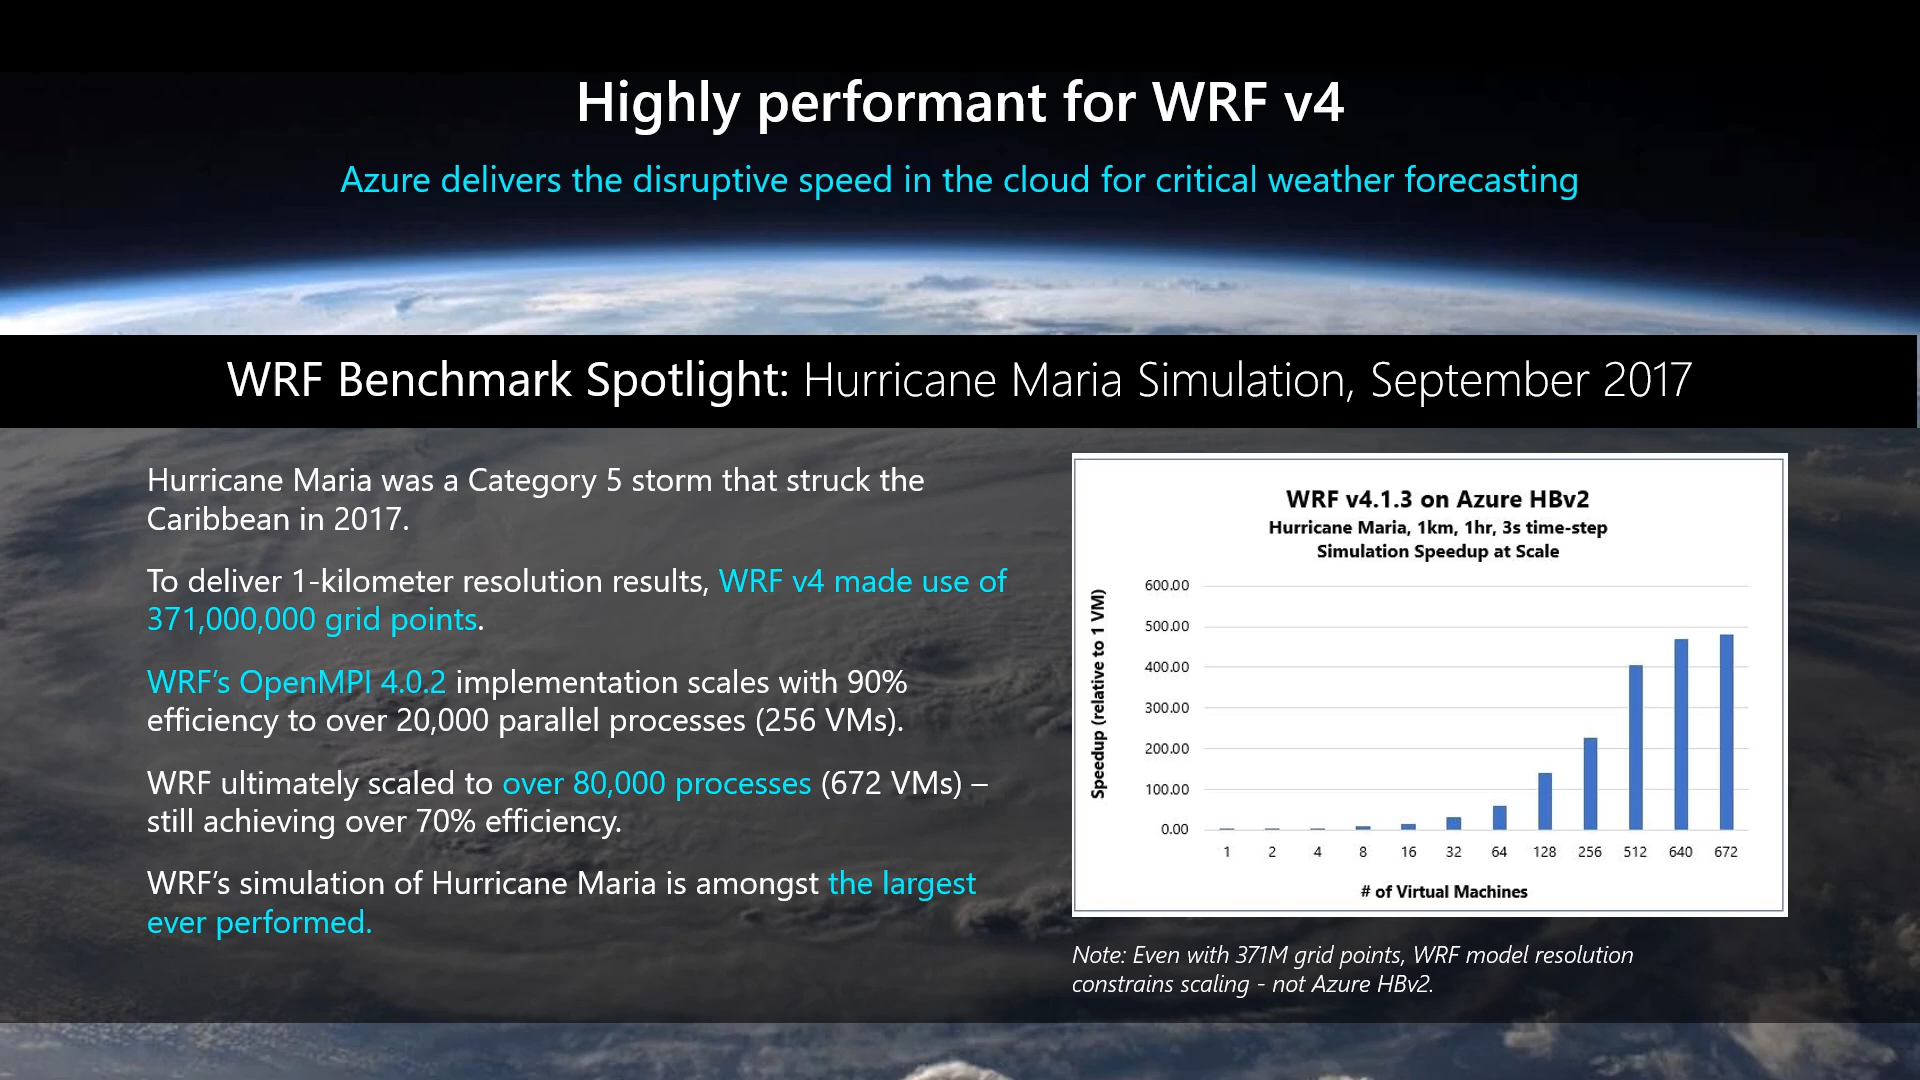 Highly performant for WRF v4
Azure delivers the disruptive speed in the cloud for critical weather forecasting
WRF Benchmark Spotlight: Hurricane Maria Simulation, September 2017
Hurricane Maria was a Category 5 storm that struck the
Caribbean in 2017.
To deliver 1-kilometer resolution results, WRF v4 made use of
371,000,000 grid points.
WRF’s OpenMPI 4.0.2 implementation scales with 90%
efficiency to over 20,000 parallel processes (256 VMs).
WRF ultimately scaled to over 80,000 processes (672 VMs) –
still achieving over 70% efficiency.
WRF’s simulation of Hurricane Maria is amongst the largest
ever performed.
WRF v4.1.3 on Azure HBv2
Hurricane Maria, 1km, 1hr, 3s time-step
Simulation Speedup at Scale
Speedup (relative to 1 VM)
600.00
500.00
400.00
300.00
200.00
100.00
0.00
1 2 4 8 16 32 64 128 256 512 640 672
# of Virtual Machines
Note: Even with 371M grid points, WRF model resolution
constrains scaling - not Azure HBv2.